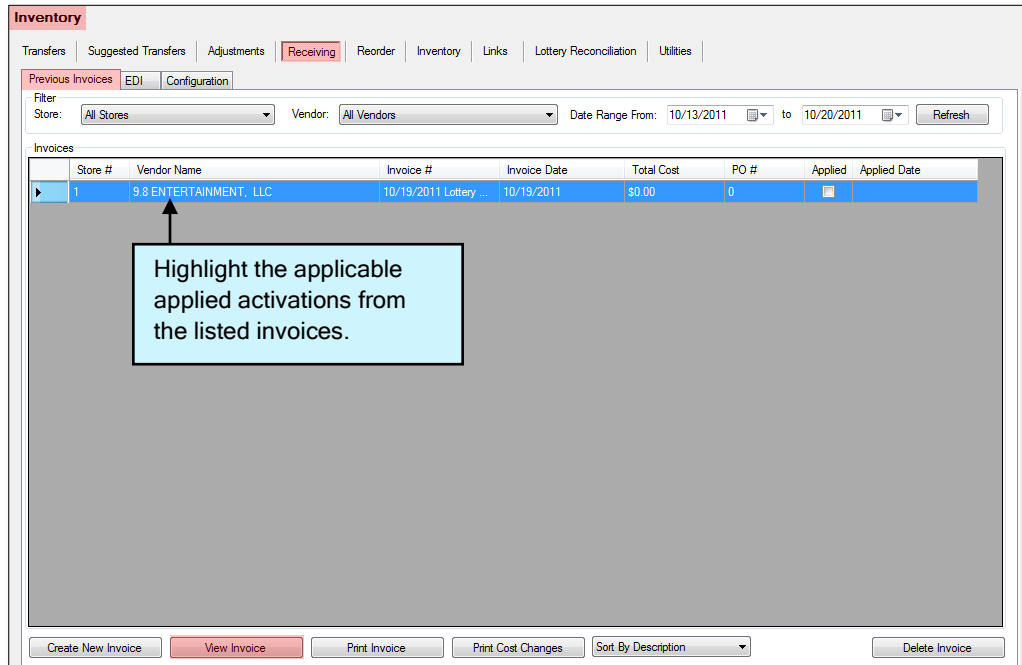 Inventory
Transfers Suggested Transfers Adjustments Receiving Reorder Inventory Links Lottery Reconciliation Utilities
Previous Invoices EDI Configuration
Filter
Store: All Stores Vendor: All Vendors Date Range From: 10/13/2011 to 10/20/2011 Refresh
Invoices
Store # Vendor Name Invoice # Invoice Date Total Cost PO # Applied Applied Date
1 9.8 ENTERTAINMENT, LLC 10/19/2011 Lottery ... 10/19/2011 $0.00 0
Highlight the applicable
applied activations from
the listed invoices.
Create New Invoice View Invoice Print Invoice Print Cost Changes Sort By Description Delete Invoice